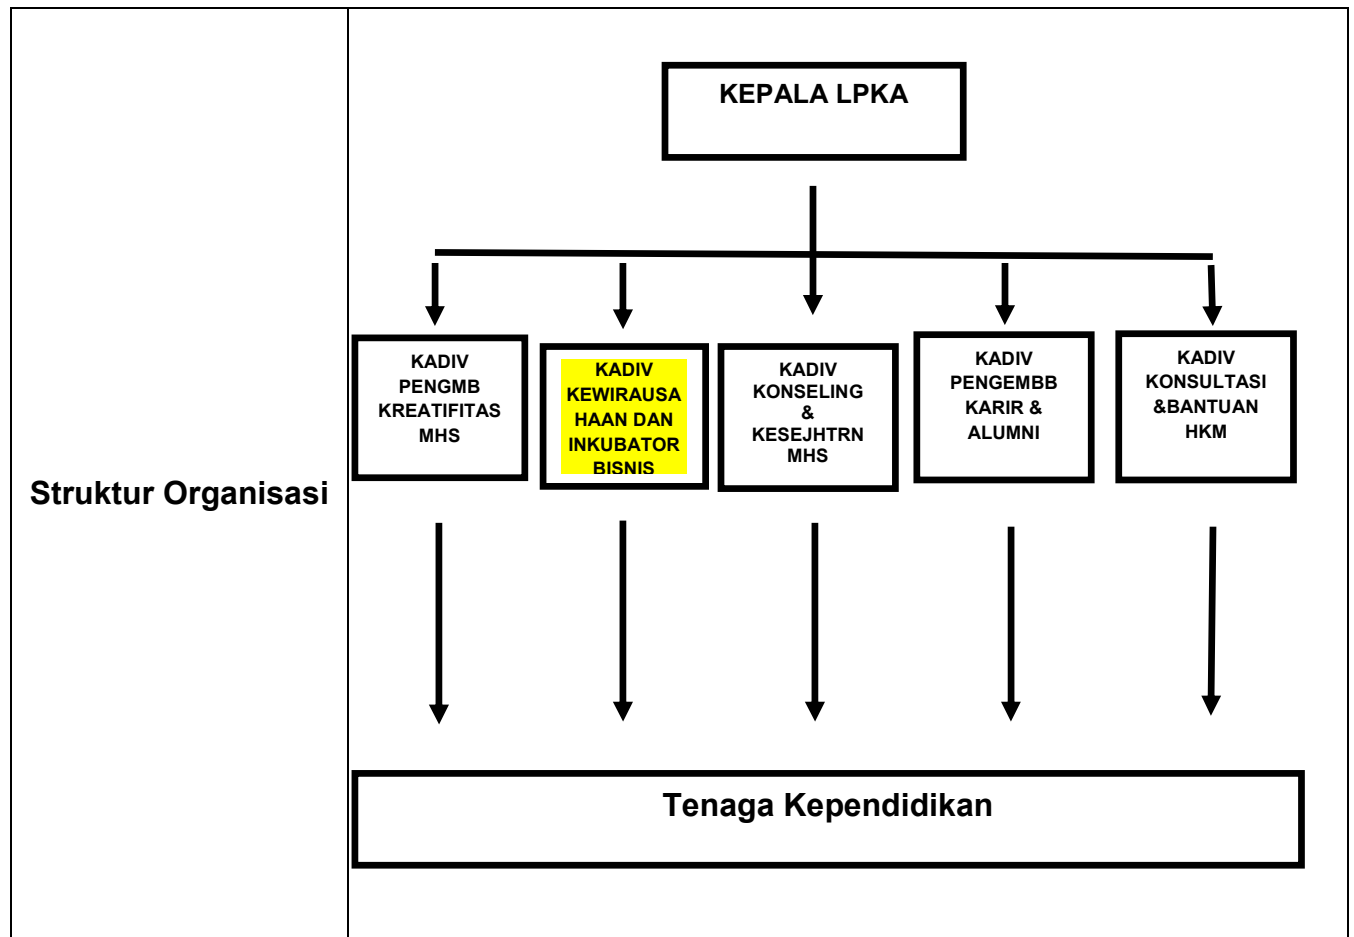 KEPALA LPKA
KADIV
PENGMB
KREATIFITAS
MHS
KADIV
KEWIRAUSA
HAAN DAN
INKUBATOR
BISNIS
KADIV
KONSELING
&
KESEJHTRN
MHS
KADIV
PENGEMBB
KARIR &
ALUMNI
KADIV
KONSULTASI
&BANTUAN
HKM
Struktur Organisasi
Tenaga Kependidikan